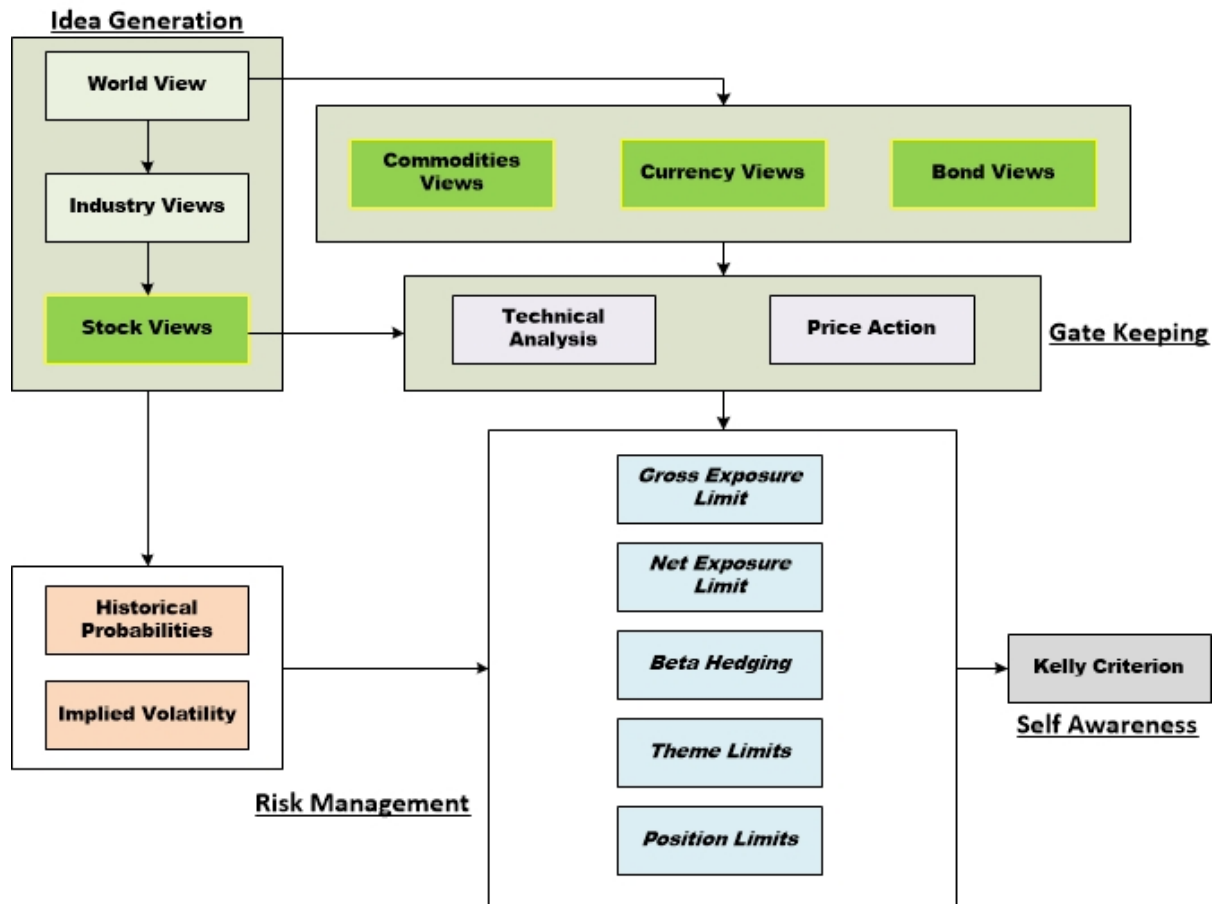 Idea Generation
World View
Industry Views
Stock Views
Commodities
Views
Currency Views
Bond Views
Technical
Analysis
Price Action
Gate Keeping
Gross Exposure
Limit
Net Exposure
Limit
Beta Hedging
Theme Limits
Position Limits
Historical
Probabilities
Implied Volatility
Risk Management
Kelly Criterion
Self Awareness